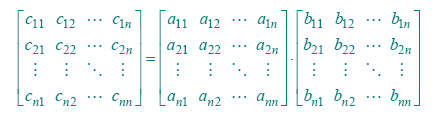 [c₁₁ c₁₂ ⋯ c₁ₙ] [a₁₁ a₁₂ ⋯ a₁ₙ] [b₁₁ b₁₂ ⋯ b₁ₙ]
[c₂₁ c₂₂ ⋯ c₂ₙ] [a₂₁ a₂₂ ⋯ a₂ₙ] [b₂₁ b₂₂ ⋯ b₂ₙ]
[⋮ ⋮ ⋱ ⋮] = [⋮ ⋮ ⋱ ⋮] · [⋮ ⋮ ⋱ ⋮]
[cₙ₁ cₙ₂ ⋯ cₙₙ] [aₙ₁ aₙ₂ ⋯ aₙₙ] [bₙ₁ bₙ₂ ⋯ bₙₙ]